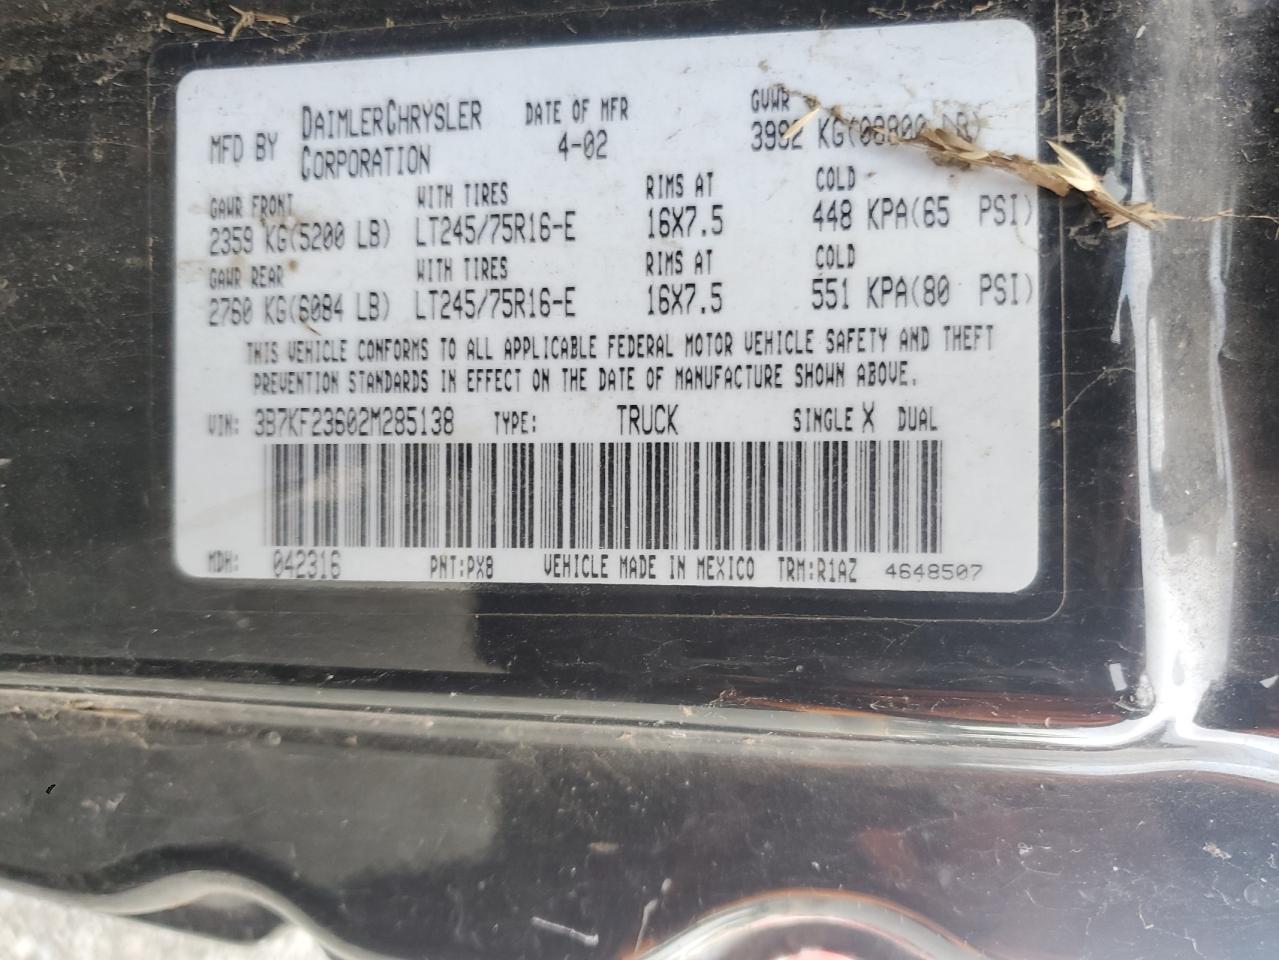 MFD BY DAIMLERCHRYSLER CORPORATION DATE OF MFR 4-02 GVWR 3992 KG(08800 LB)
GAWR FRONT WITH TIRES RIMS AT COLD
2359 KG(5200 LB) LT245/75R16-E 16X7.5 448 KPA(65 PSI)
GAWR REAR WITH TIRES RIMS AT COLD
2760 KG(6084 LB) LT245/75R16-E 16X7.5 551 KPA(80 PSI)
THIS VEHICLE CONFORMS TO ALL APPLICABLE FEDERAL MOTOR VEHICLE SAFETY AND THEFT
PREVENTION STANDARDS IN EFFECT ON THE DATE OF MANUFACTURE SHOWN ABOVE.
VIN: 3B7KF23602M285138 TYPE: TRUCK SINGLE X DUAL
MDH: 042316 PNT:PX8 VEHICLE MADE IN MEXICO TRM:R1AZ 4648507